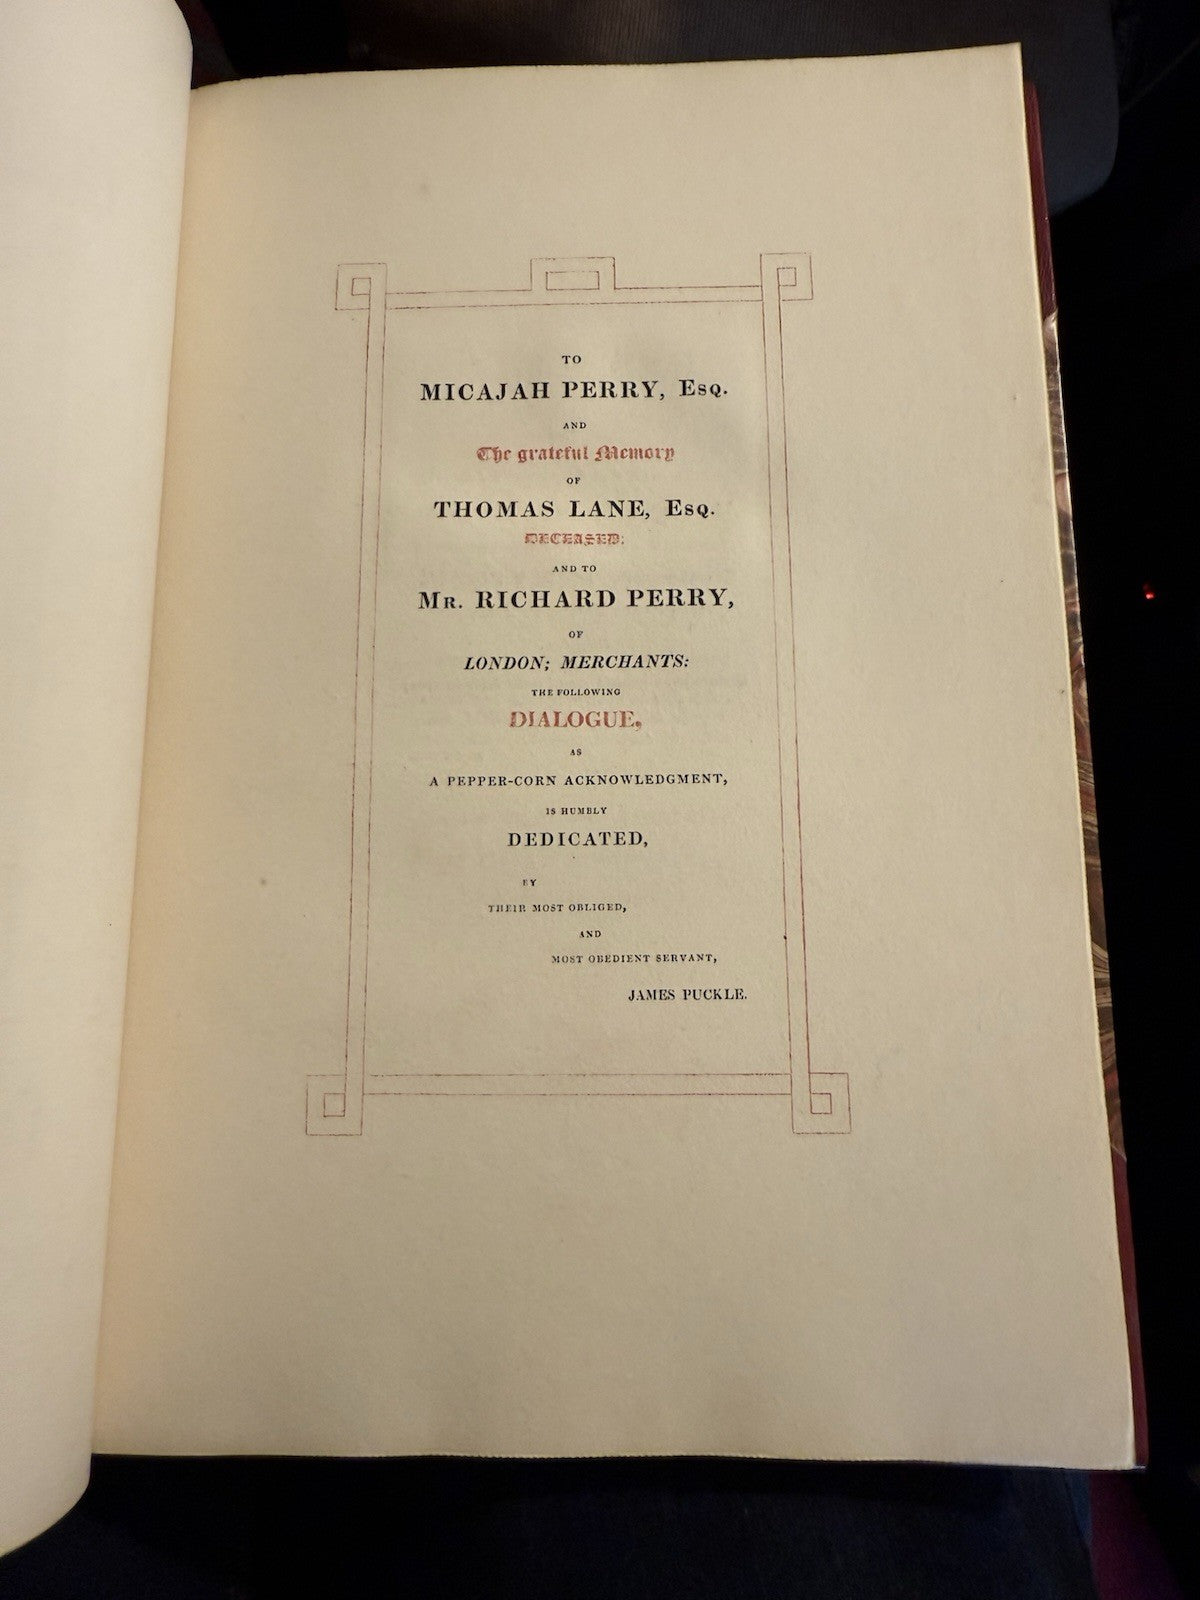 TO
MICAJAH PERRY, Esq.
AND
The grateful Memory
OF
THOMAS LANE, Esq.
DECEASED:
AND TO
Mr. RICHARD PERRY,
OF
LONDON; MERCHANTS:
THE FOLLOWING
DIALOGUE,
AS
A PEPPER-CORN ACKNOWLEDGMENT,
IS HUMBLY
DEDICATED,
BY
THEIR MOST OBLIGED,
AND
MOST OBEDIENT SERVANT,
JAMES PUCKLE.